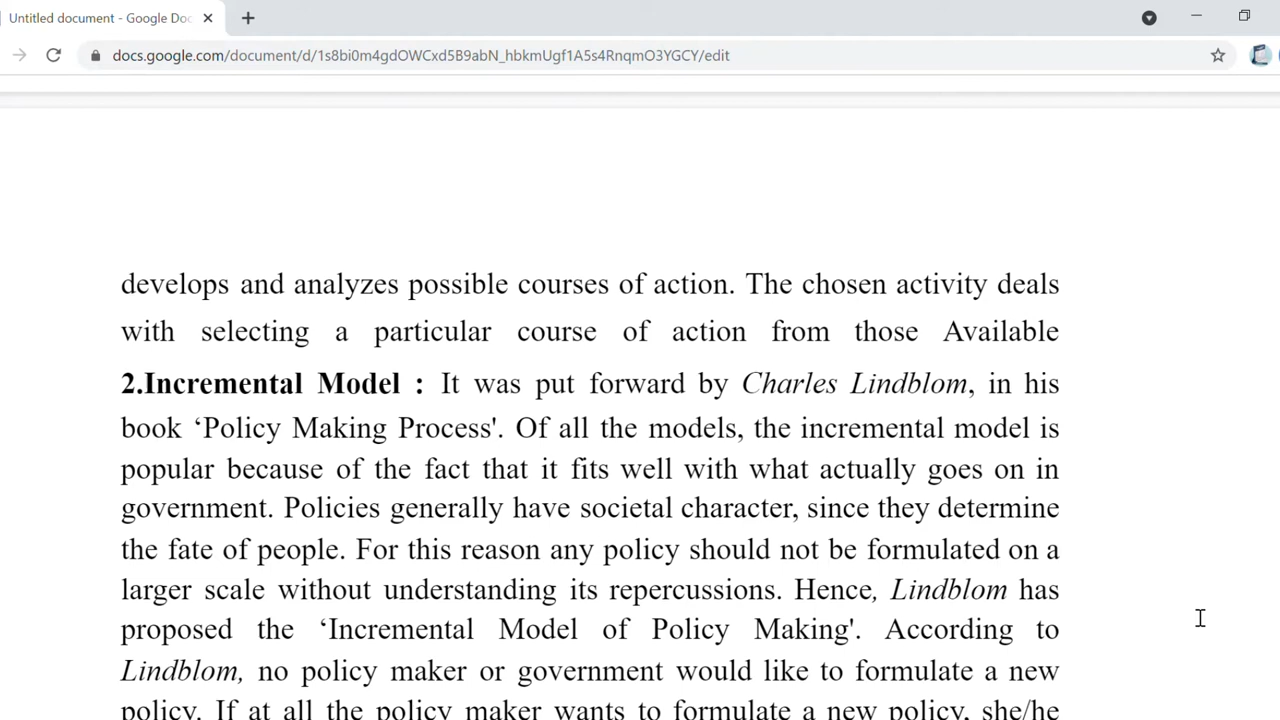 Untitled document - Google Doc
docs.google.com/document/d/1s8bi0m4gdOWCxd5B9abN_hbkmUgf1A5s4RnqmO3YGCY/edit
develops and analyzes possible courses of action. The chosen activity deals
with selecting a particular course of action from those Available
2.Incremental Model : It was put forward by Charles Lindblom, in his
book ‘Policy Making Process'. Of all the models, the incremental model is
popular because of the fact that it fits well with what actually goes on in
government. Policies generally have societal character, since they determine
the fate of people. For this reason any policy should not be formulated on a
larger scale without understanding its repercussions. Hence, Lindblom has
proposed the ‘Incremental Model of Policy Making'. According to
Lindblom, no policy maker or government would like to formulate a new
policy. If at all the policy maker wants to formulate a new policy, she/he